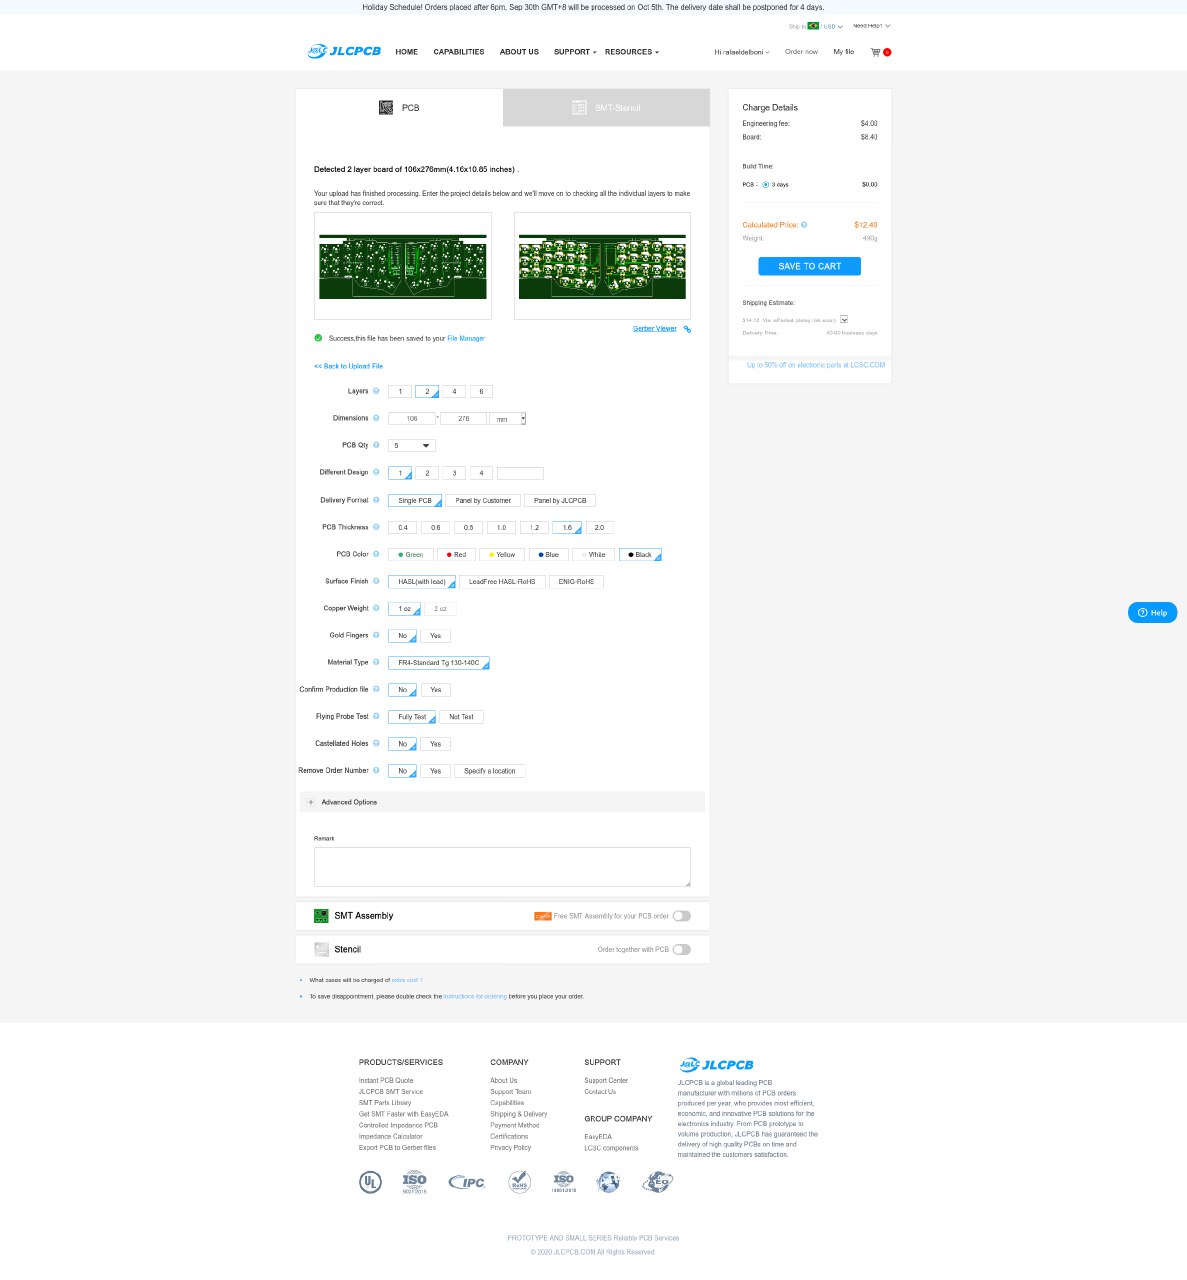 Holiday Schedule! Orders placed after 6pm, Sep 30th GMT+8 will be processed on Oct 5th. The delivery date shall be postponed for 4 days.
Ship to / USD Need Help?
JLCPCB HOME CAPABILITIES ABOUT US SUPPORT RESOURCES Hi rafaeldelboni Order now My file 0
PCB SMT-Stencil
Detected 2 layer board of 106x276mm(4.16x10.85 inches) .
Your upload has finished processing. Enter the project details below and we'll move on to checking all the individual layers to make
sure that they're correct.
Gerber Viewer
Success,this file has been saved to your File Manager
<< Back to Upload File
Layers 1 2 4 6
Dimensions 106 * 276 mm
PCB Qty 5
Different Design 1 2 3 4
Delivery Format Single PCB Panel by Customer Panel by JLCPCB
PCB Thickness 0.4 0.6 0.8 1.0 1.2 1.6 2.0
PCB Color Green Red Yellow Blue White Black
Surface Finish HASL(with lead) LeadFree HASL-RoHS ENIG-RoHS
Copper Weight 1 oz 2 oz
Gold Fingers No Yes
Material Type FR4-Standard Tg 130-140C
Confirm Production file No Yes
Flying Probe Test Fully Test Not Test
Castellated Holes No Yes
Remove Order Number No Yes Specify a location
+ Advanced Options
Remark
SMT Assembly Free SMT Assembly for your PCB order
Stencil Order together with PCB
What cases will be charged of extra cost ?
To save disappointment, please double check the instructions for ordering before you place your order.
Charge Details
Engineering fee: $4.00
Board: $8.40
Build Time:
PCB : 3 days $0.00
Calculated Price: $12.40
Weight: 490g
SAVE TO CART
Shipping Estimate:
$14.12 Via ePacket (delay risk exist)
Delivery Time: 40-60 business days
Up to 50% off on electronic parts at LCSC.COM
Help
PRODUCTS/SERVICES
Instant PCB Quote
JLCPCB SMT Service
SMT Parts Library
Get SMT Faster with EasyEDA
Controlled Impedance PCB
Impedance Calculator
Export PCB to Gerber files
COMPANY
About Us
Support Team
Capabilities
Shipping & Delivery
Payment Method
Certifications
Privacy Policy
SUPPORT
Support Center
Contact Us
GROUP COMPANY
EasyEDA
LCSC components
JLCPCB
JLCPCB is a global leading PCB
manufacturer with millions of PCB orders
produced per year, who provides most efficient,
economic, and innovative PCB solutions for the
electronics industry. From PCB prototype to
volume production, JLCPCB has guaranteed the
delivery of high quality PCBs on time and
maintained the customers satisfaction.
UL ISO 9001:2015 IPC RoHS ISO 14001:2015
PROTOTYPE AND SMALL SERIES Reliable PCB Services
© 2020 JLCPCB.COM All Rights Reserved